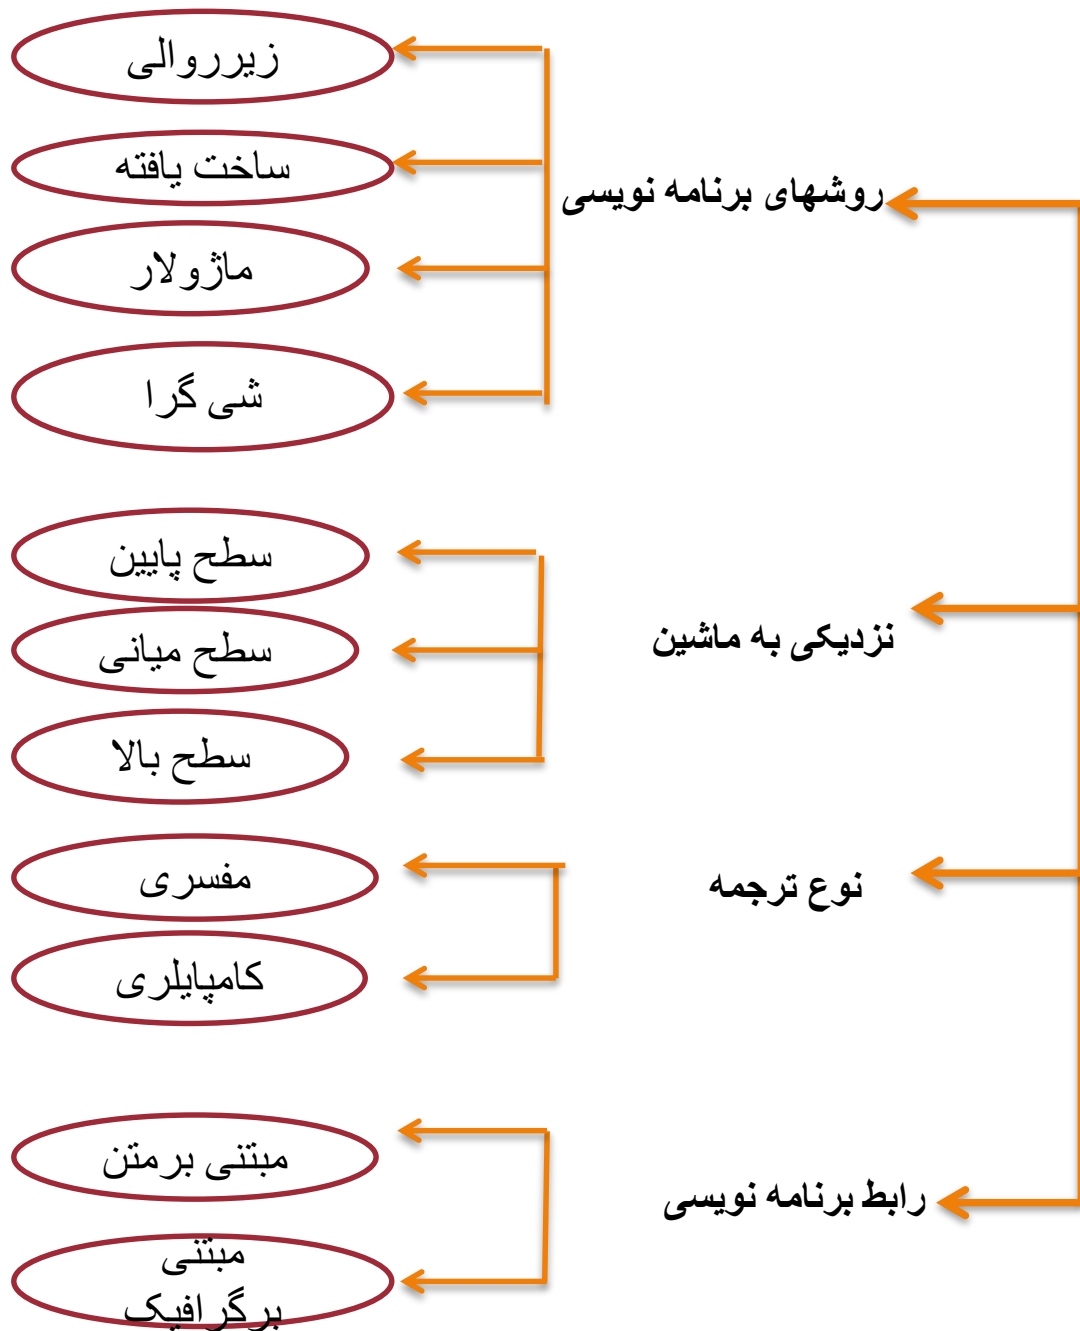 روشهای برنامه نویسی
زیرروالی
ساخت یافته
ماژولار
شی گرا
نزدیکی به ماشین
سطح پایین
سطح میانی
سطح بالا
نوع ترجمه
مفسری
کامپایلری
رابط برنامه نویسی
مبتنی برمتن
مبتنی
برگرافیک